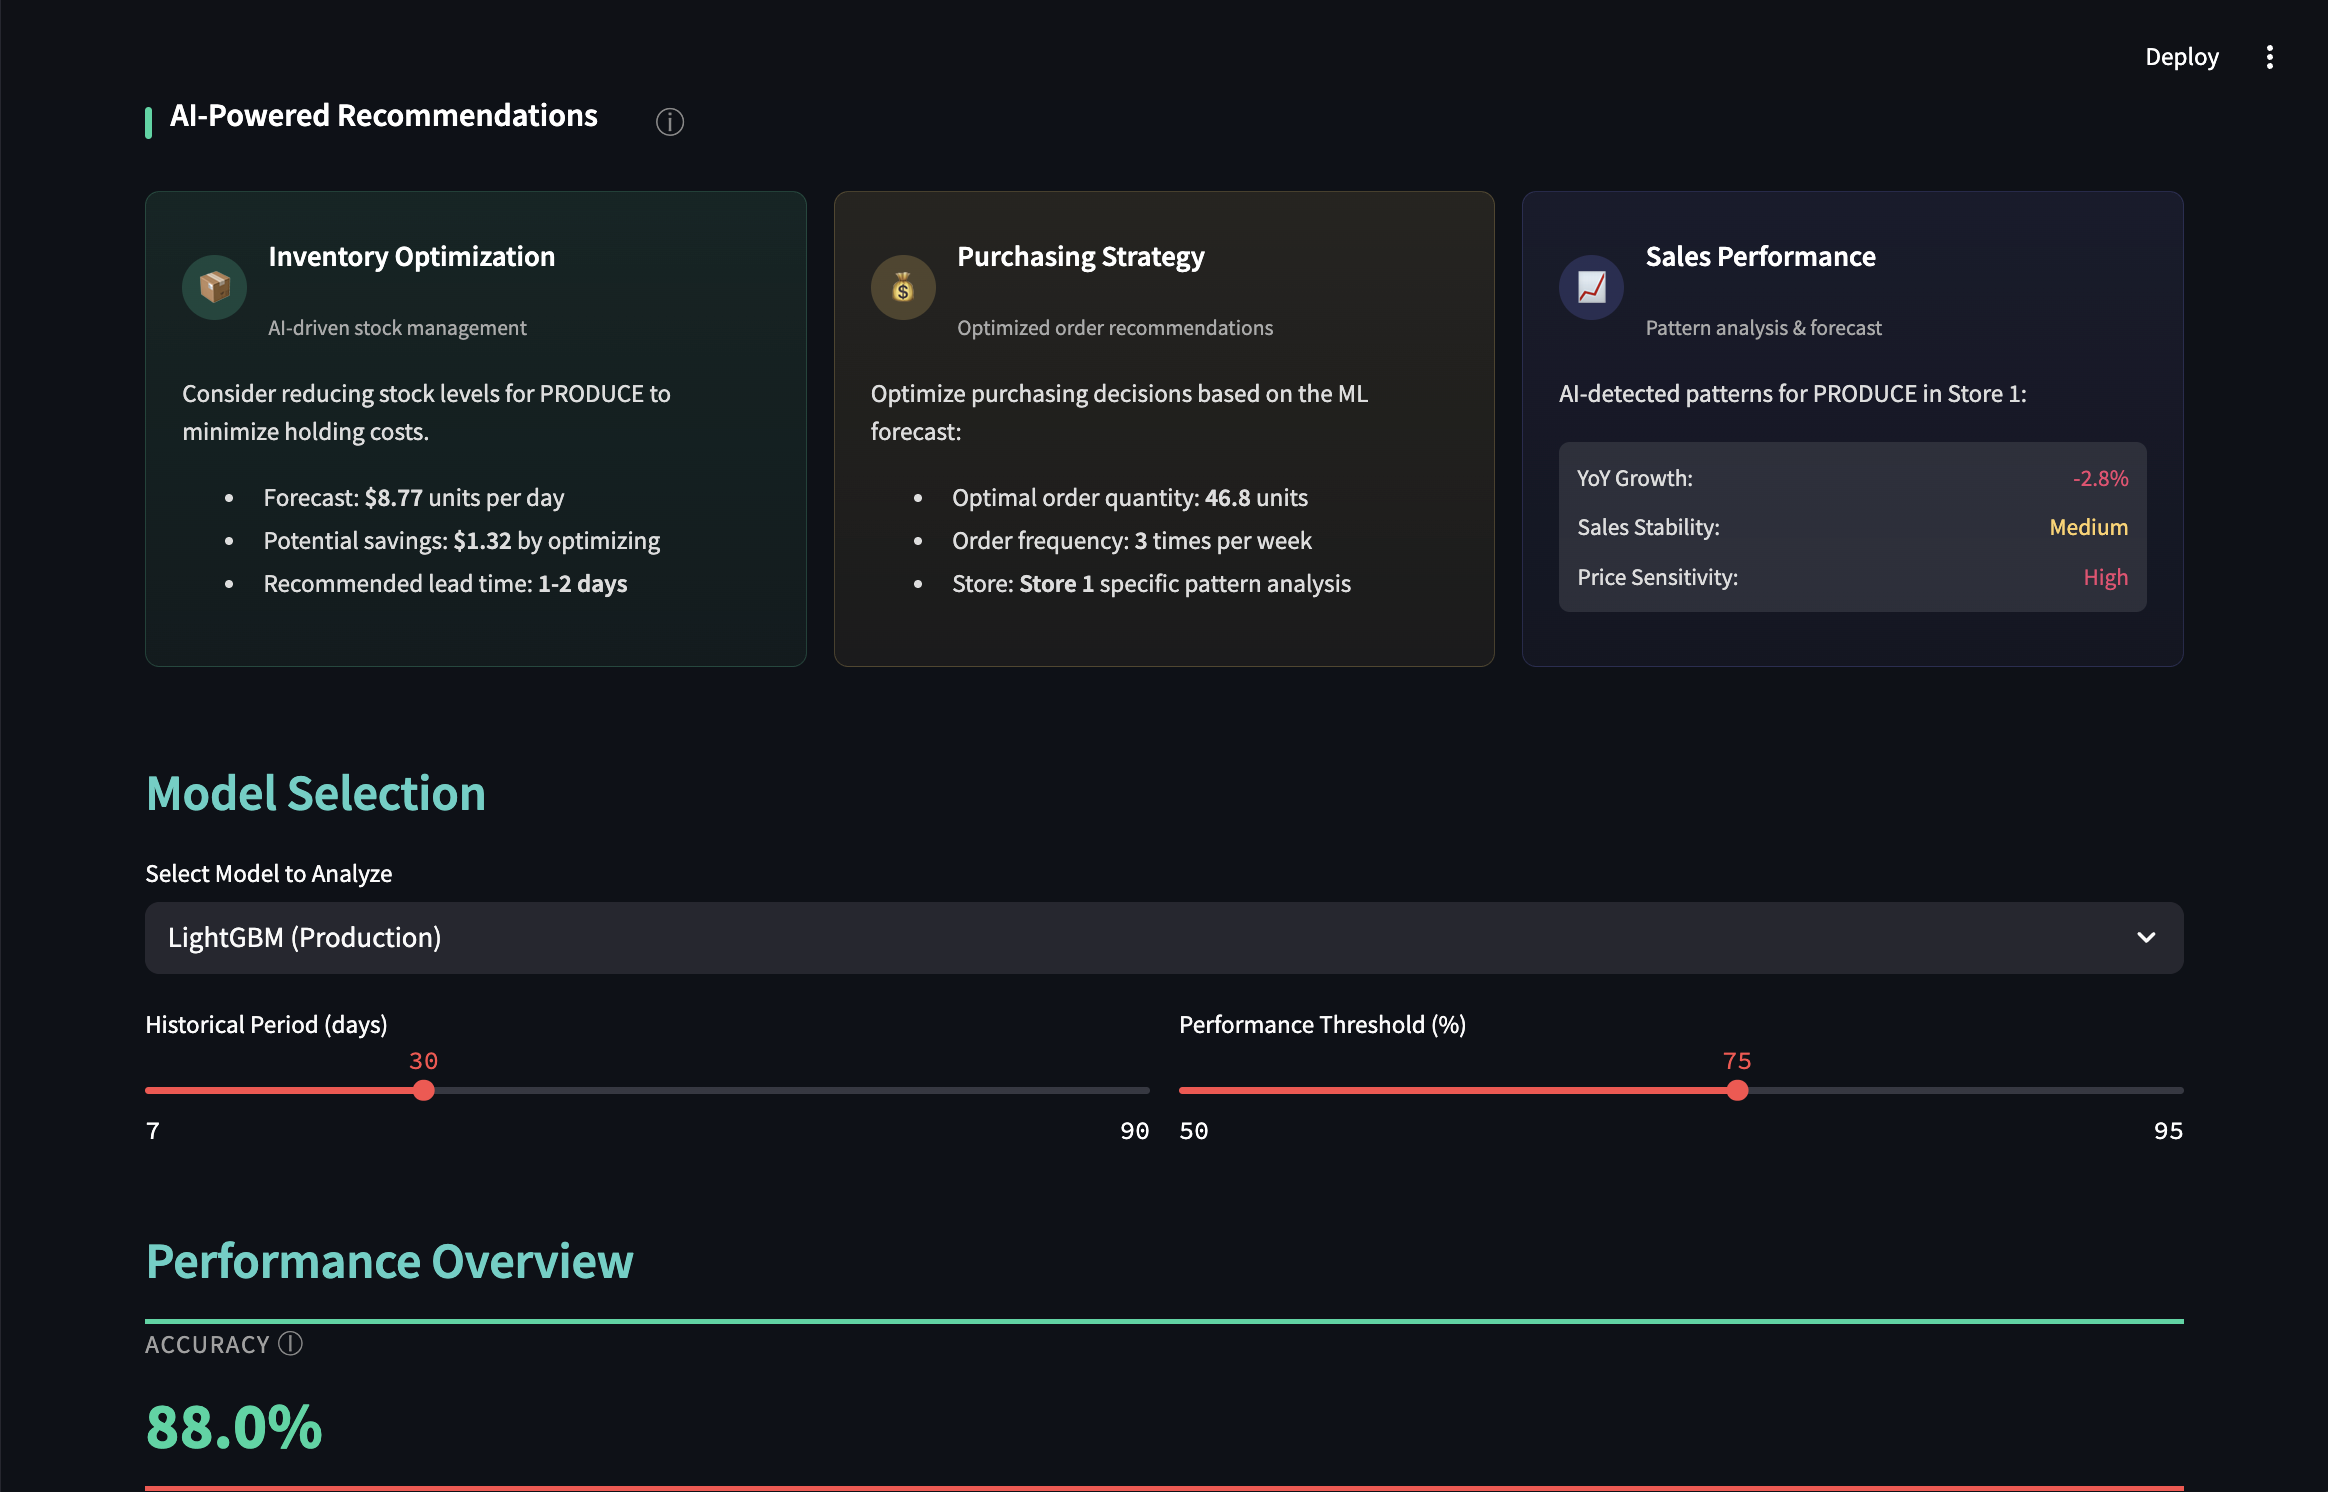 Deploy
AI-Powered Recommendations
Inventory Optimization
AI-driven stock management
Consider reducing stock levels for PRODUCE to
minimize holding costs.
• Forecast: $8.77 units per day
• Potential savings: $1.32 by optimizing
• Recommended lead time: 1-2 days
Purchasing Strategy
Optimized order recommendations
Optimize purchasing decisions based on the ML
forecast:
• Optimal order quantity: 46.8 units
• Order frequency: 3 times per week
• Store: Store 1 specific pattern analysis
Sales Performance
Pattern analysis & forecast
AI-detected patterns for PRODUCE in Store 1:
YoY Growth: -2.8%
Sales Stability: Medium
Price Sensitivity: High
Model Selection
Select Model to Analyze
LightGBM (Production)
Historical Period (days)
30
7 90
Performance Threshold (%)
75
50 95
Performance Overview
ACCURACY ⓘ
88.0%